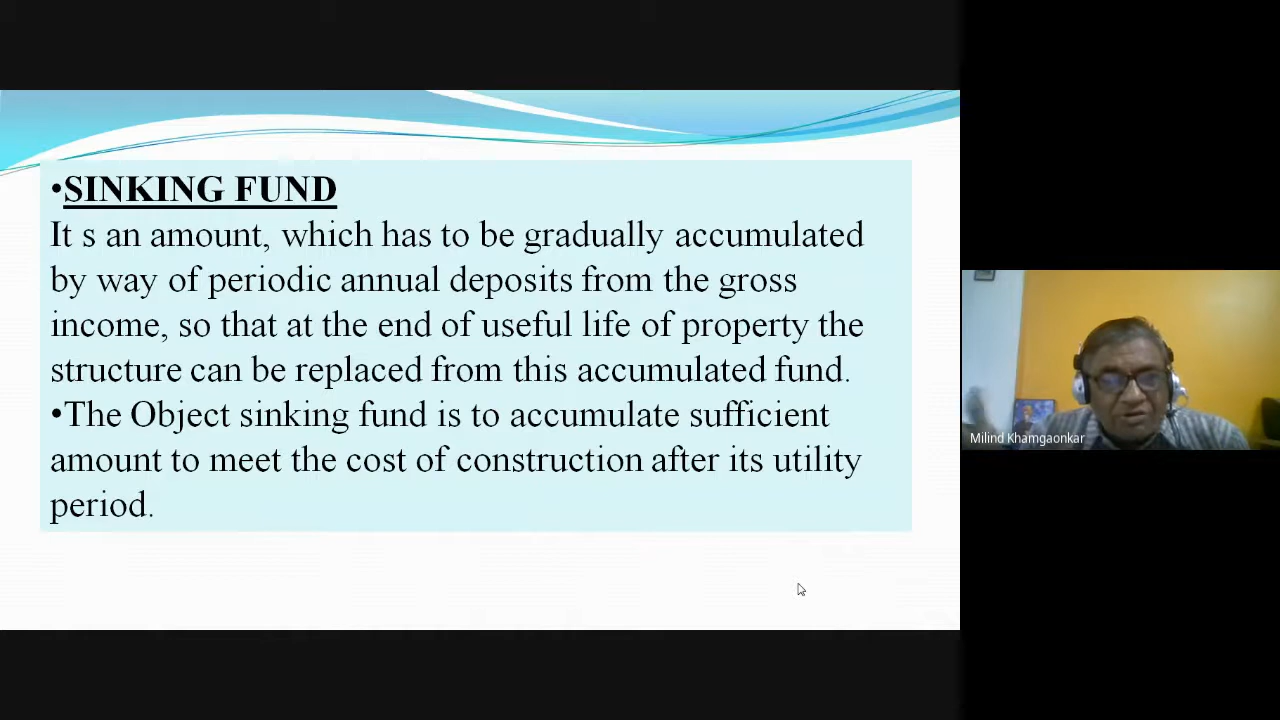 •SINKING FUND
It s an amount, which has to be gradually accumulated
by way of periodic annual deposits from the gross
income, so that at the end of useful life of property the
structure can be replaced from this accumulated fund.
•The Object sinking fund is to accumulate sufficient
amount to meet the cost of construction after its utility
period.
Milind Khamgaonkar